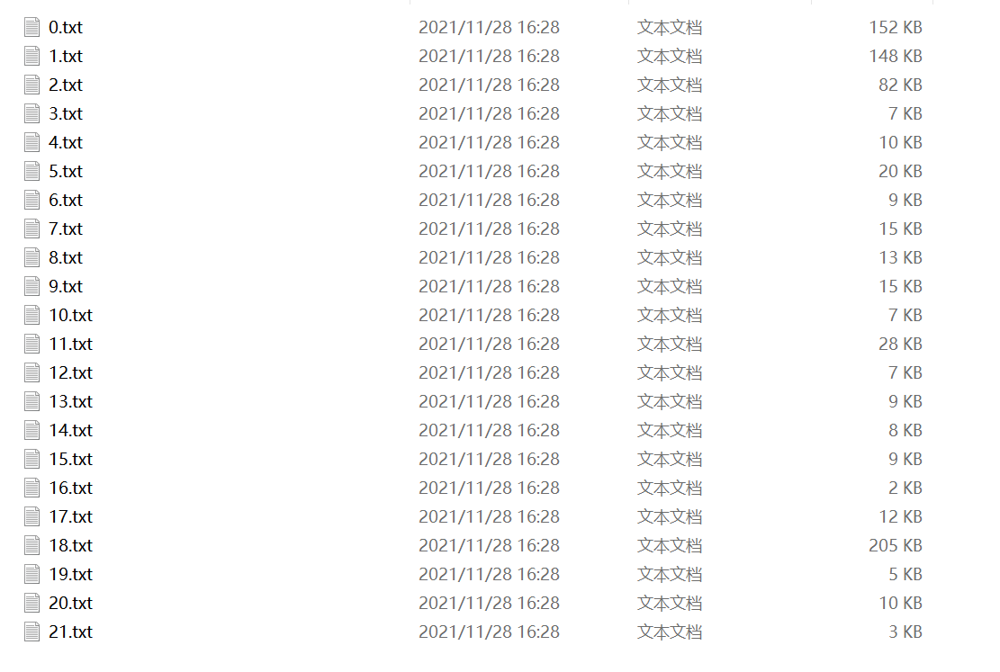 0.txt 2021/11/28 16:28 文本文档 152 KB
1.txt 2021/11/28 16:28 文本文档 148 KB
2.txt 2021/11/28 16:28 文本文档 82 KB
3.txt 2021/11/28 16:28 文本文档 7 KB
4.txt 2021/11/28 16:28 文本文档 10 KB
5.txt 2021/11/28 16:28 文本文档 20 KB
6.txt 2021/11/28 16:28 文本文档 9 KB
7.txt 2021/11/28 16:28 文本文档 15 KB
8.txt 2021/11/28 16:28 文本文档 13 KB
9.txt 2021/11/28 16:28 文本文档 15 KB
10.txt 2021/11/28 16:28 文本文档 7 KB
11.txt 2021/11/28 16:28 文本文档 28 KB
12.txt 2021/11/28 16:28 文本文档 7 KB
13.txt 2021/11/28 16:28 文本文档 9 KB
14.txt 2021/11/28 16:28 文本文档 8 KB
15.txt 2021/11/28 16:28 文本文档 9 KB
16.txt 2021/11/28 16:28 文本文档 2 KB
17.txt 2021/11/28 16:28 文本文档 12 KB
18.txt 2021/11/28 16:28 文本文档 205 KB
19.txt 2021/11/28 16:28 文本文档 5 KB
20.txt 2021/11/28 16:28 文本文档 10 KB
21.txt 2021/11/28 16:28 文本文档 3 KB